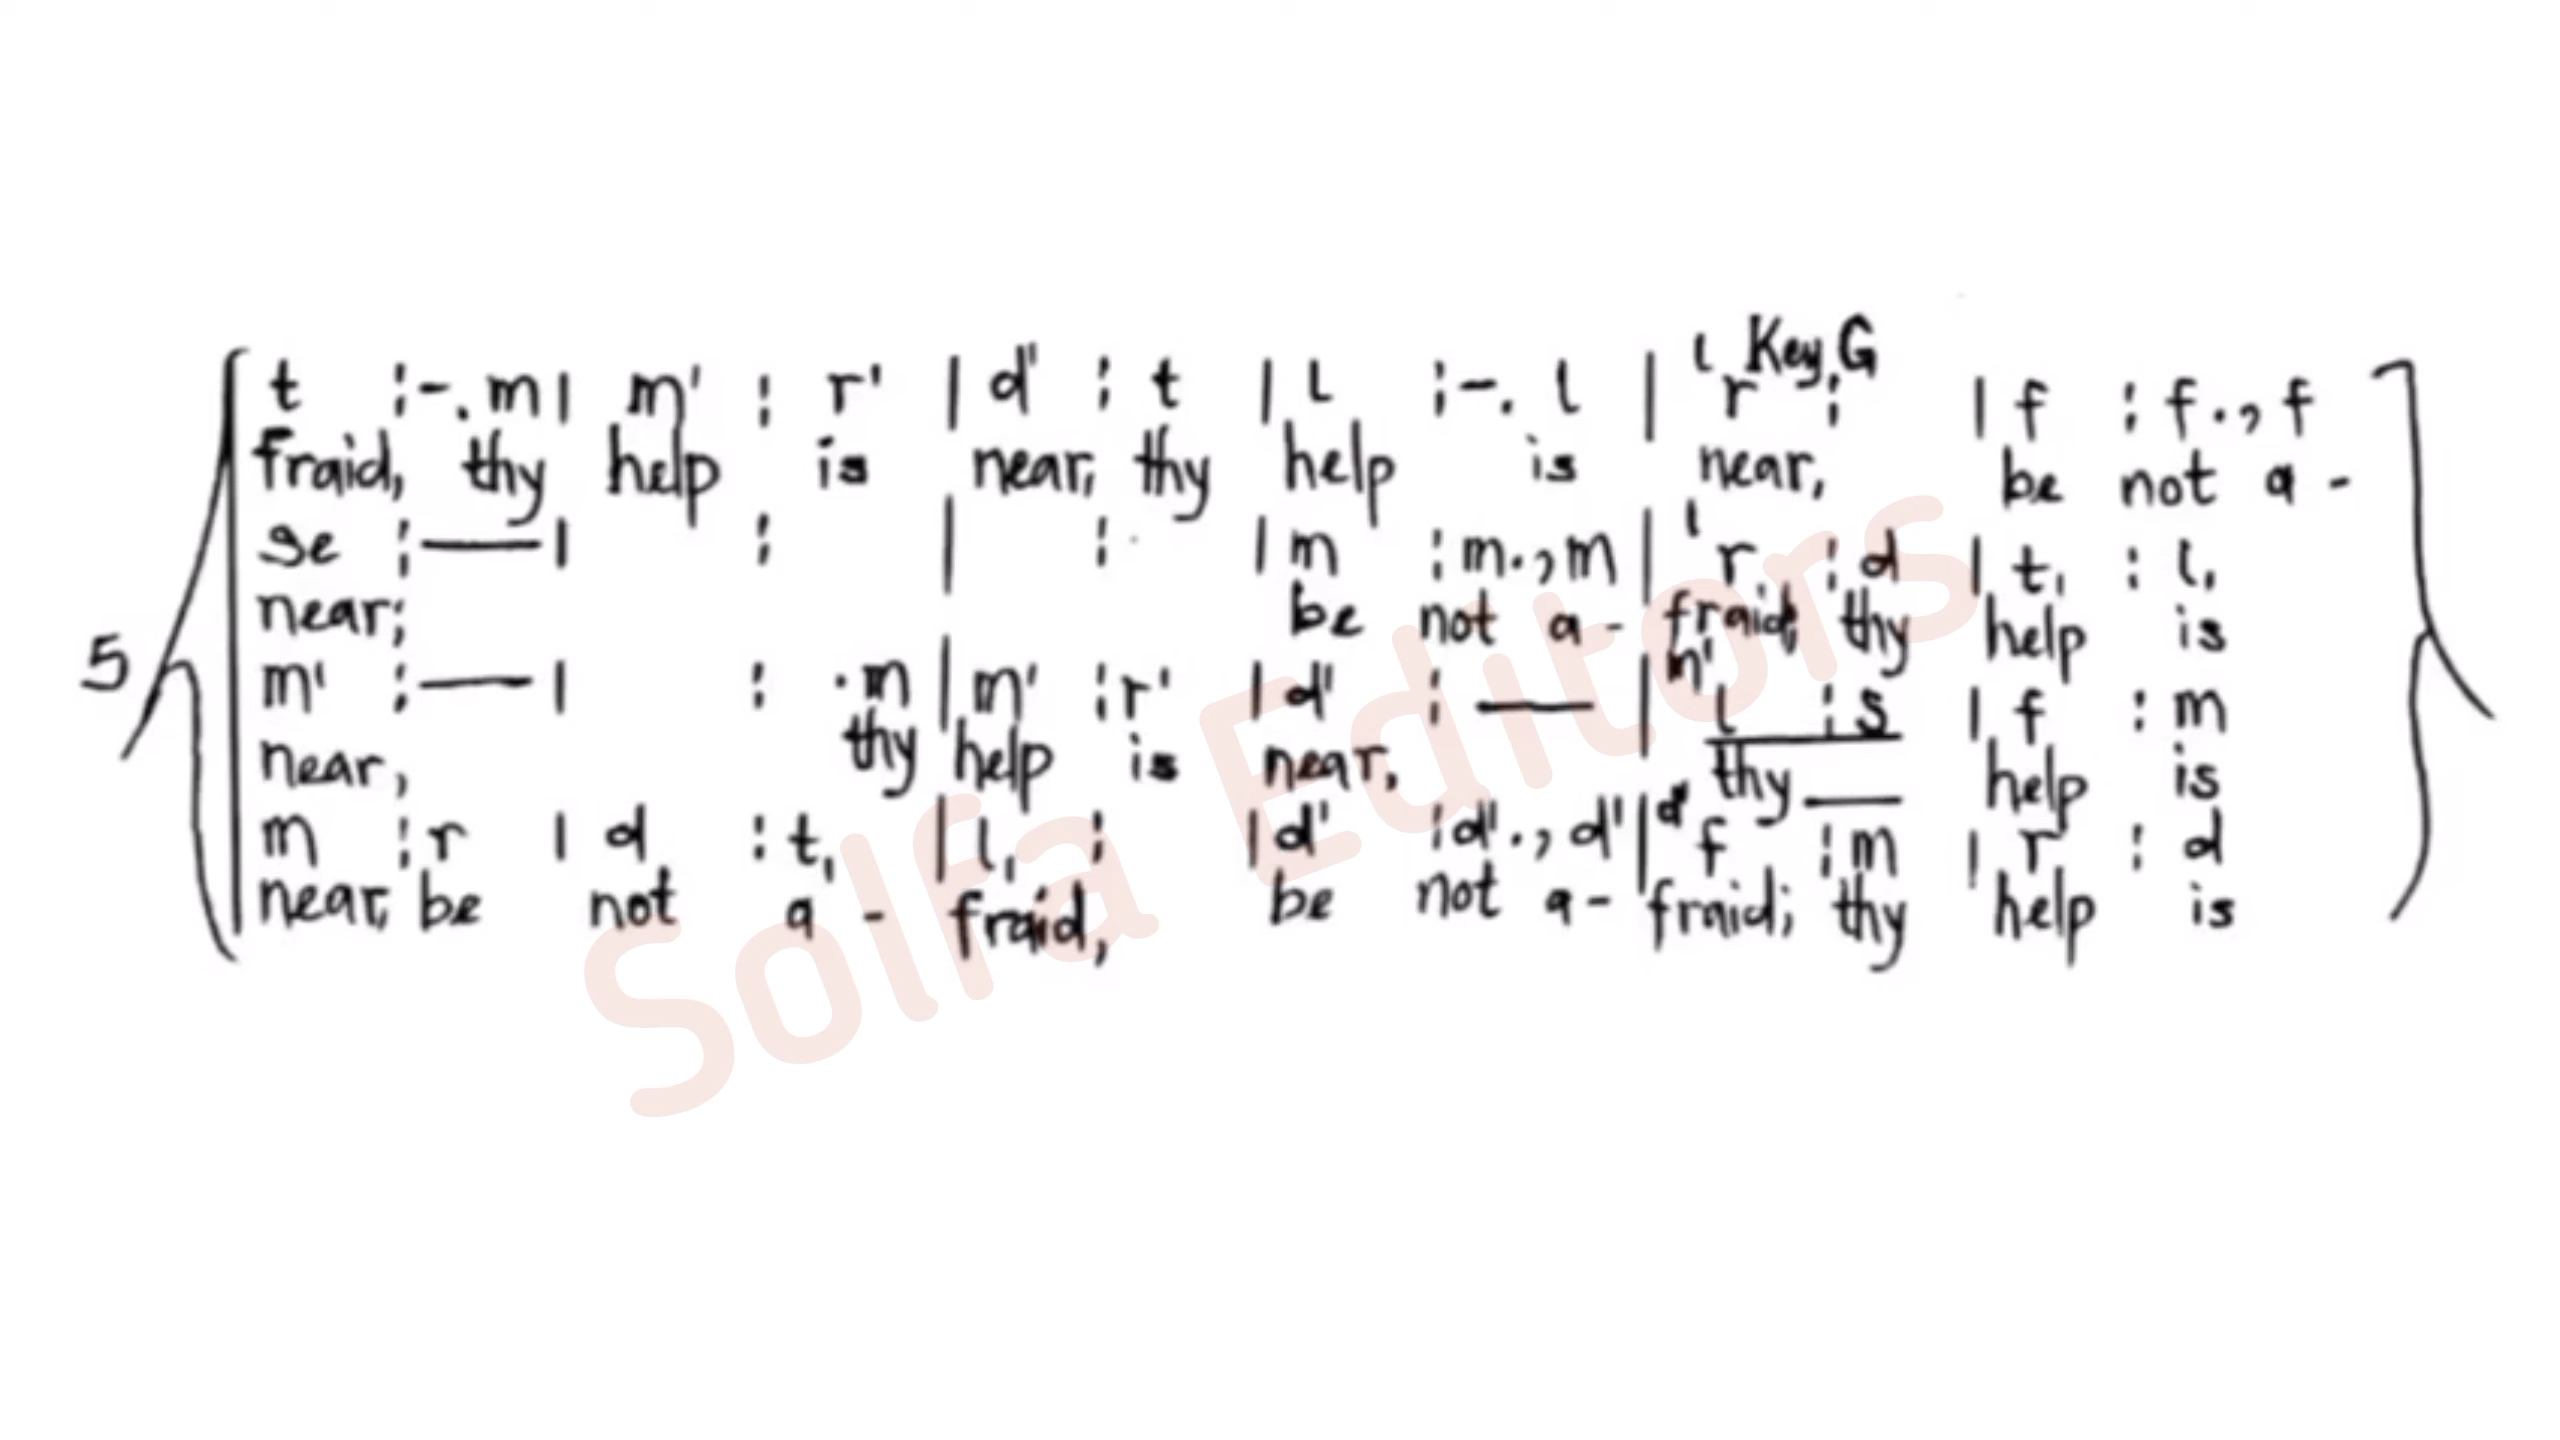 Key G
t :-.m | m' : r' | d' : t | l :-. l | ˡr : | f : f ., f
fraid, thy help is near, thy help is near, be not a -
se :— | : | : | m : m ., m | ˡr : d | t, : l,
near; be not a - fraid; thy help is
5
m' :— | : .m | m' : r' | d' :— | ᵐ'l : s | f : m
near, thy help is near, thy — help is
m : r | d : t, | l, : | d' : d' ., d' | ᵈ'f : m | r : d
near, be not a - fraid, be not a - fraid; thy help is
Solfa Editors